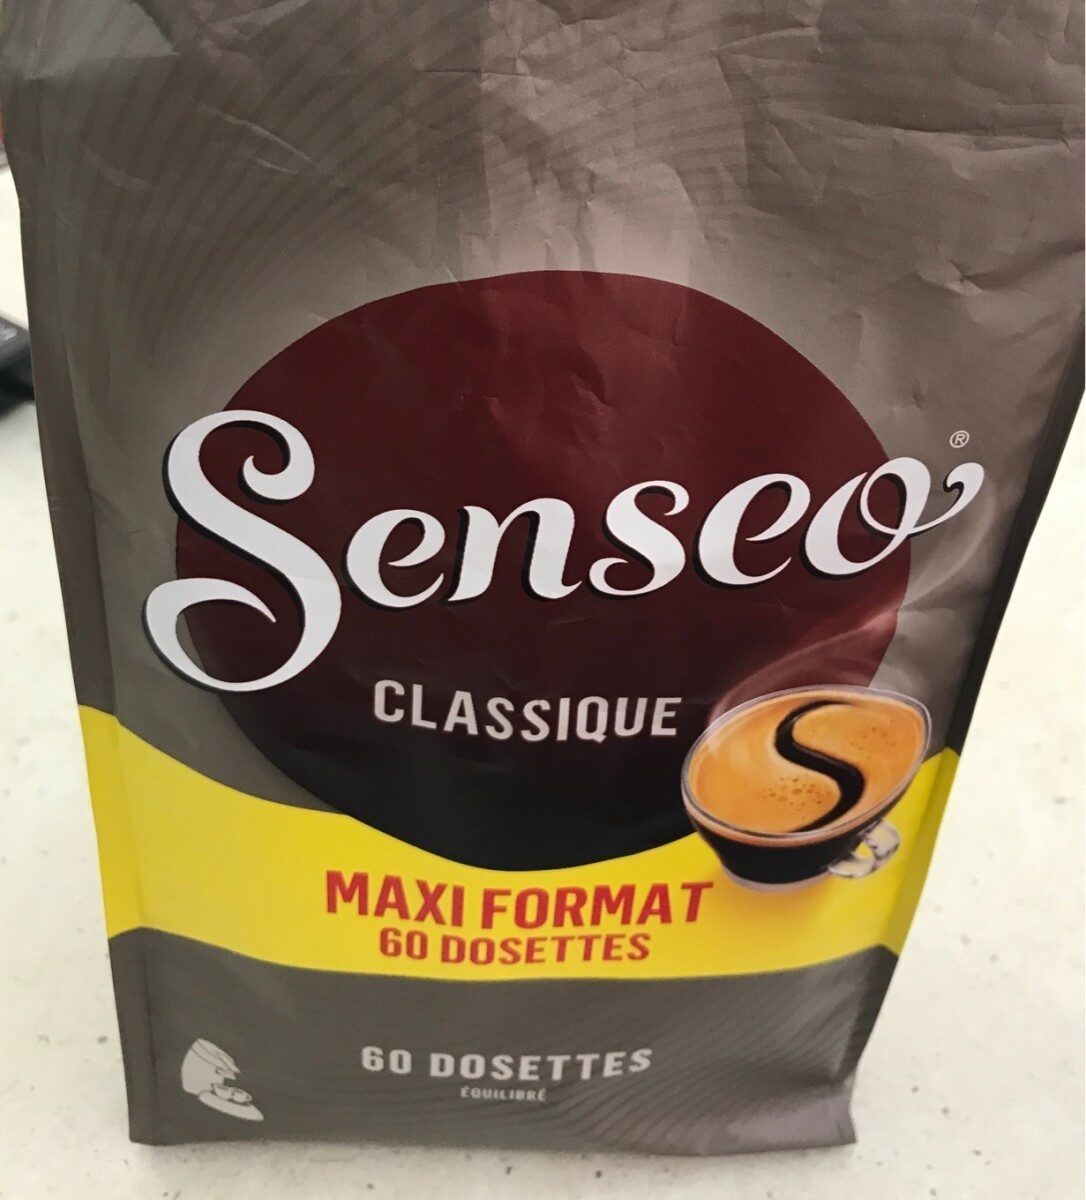 Senseo®
CLASSIQUE
MAXI FORMAT
60 DOSETTES
60 DOSETTES
ÉQUILIBRÉ